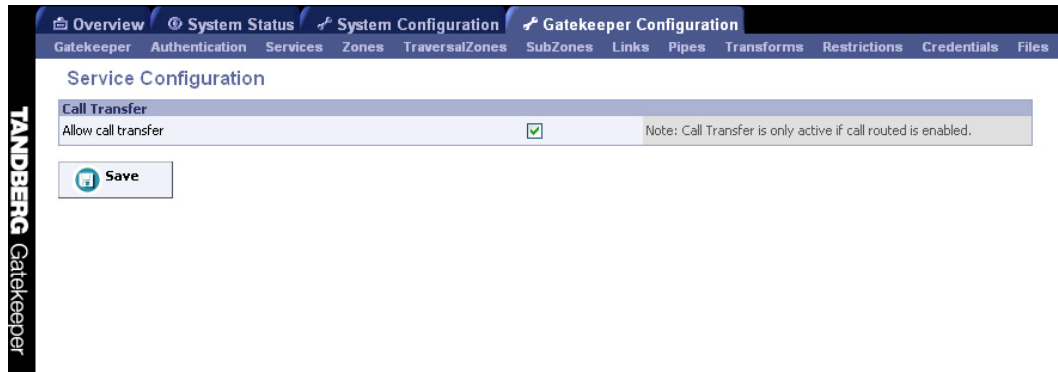 Overview System Status System Configuration Gatekeeper Configuration
Gatekeeper Authentication Services Zones TraversalZones SubZones Links Pipes Transforms Restrictions Credentials Files
Service Configuration
Call Transfer
Allow call transfer Note: Call Transfer is only active if call routed is enabled.
Save
TANDBERG Gatekeeper